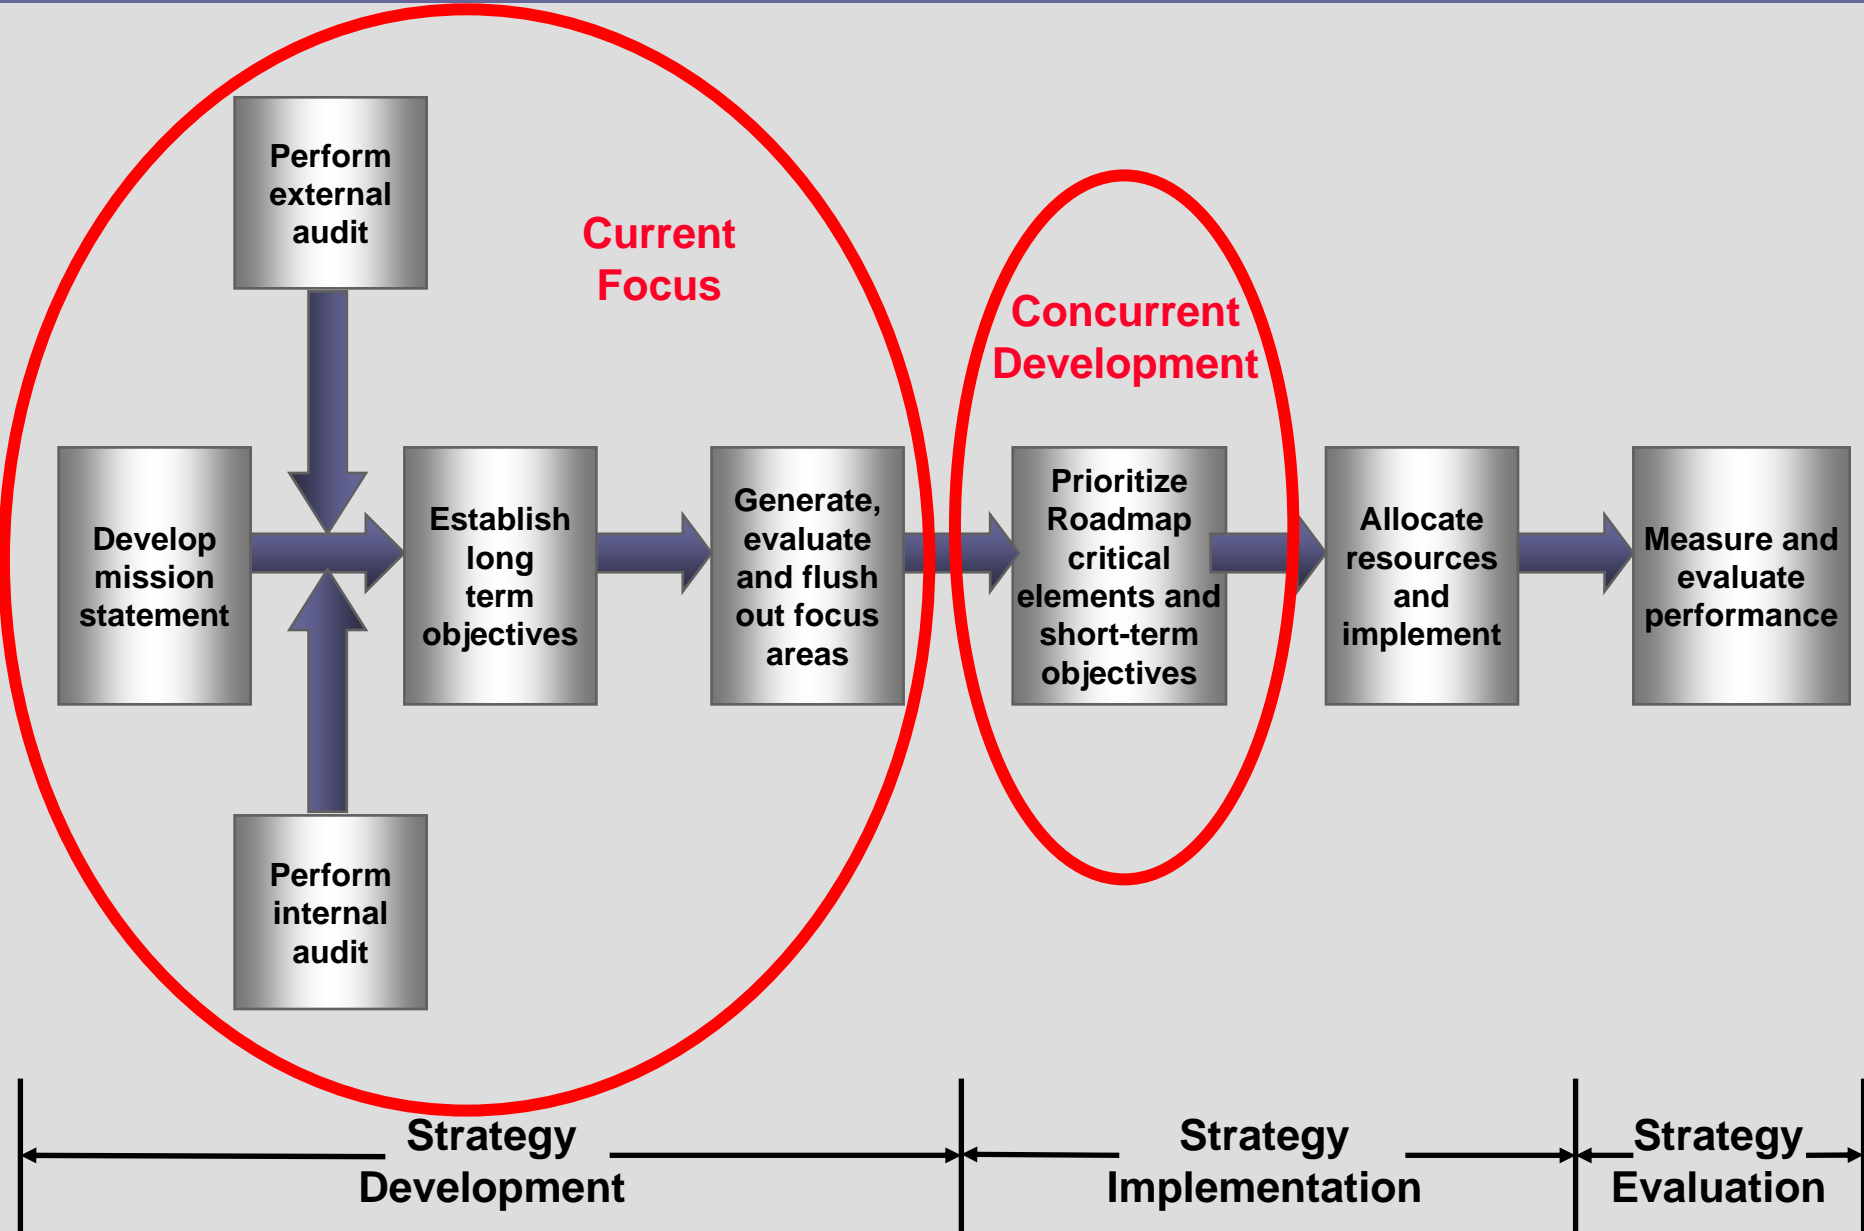 Perform
external
audit
Current
Focus
Concurrent
Development
Develop
mission
statement
Establish
long
term
objectives
Generate,
evaluate
and flush
out focus
areas
Prioritize
Roadmap
critical
elements and
short-term
objectives
Allocate
resources
and
implement
Measure and
evaluate
performance
Perform
internal
audit
Strategy
Development
Strategy
Implementation
Strategy
Evaluation